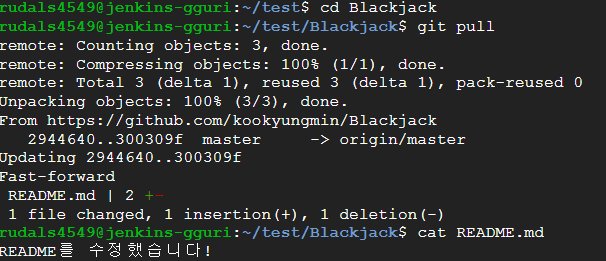 rudals4549@jenkins-gguri:~/test$ cd Blackjack
rudals4549@jenkins-gguri:~/test/Blackjack$ git pull
remote: Counting objects: 3, done.
remote: Compressing objects: 100% (1/1), done.
remote: Total 3 (delta 1), reused 3 (delta 1), pack-reused 0
Unpacking objects: 100% (3/3), done.
From https://github.com/kookyungmin/Blackjack
   2944640..300309f  master     -> origin/master
Updating 2944640..300309f
Fast-forward
 README.md | 2 +-
 1 file changed, 1 insertion(+), 1 deletion(-)
rudals4549@jenkins-gguri:~/test/Blackjack$ cat README.md
README를 수정했습니다!